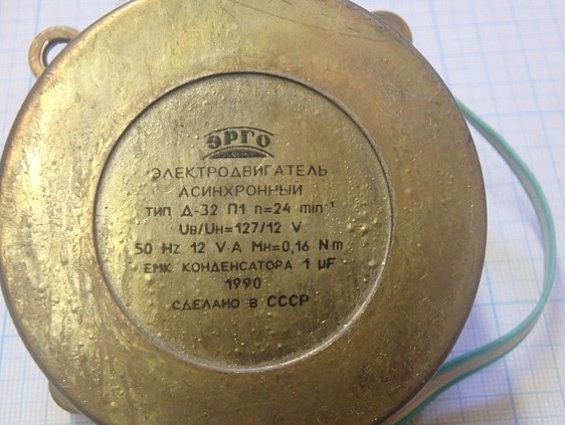 ЭРГО
ЭЛЕКТРОДВИГАТЕЛЬ
АСИНХРОННЫЙ
ТИП Д-32 П1 n=24 min⁻¹
UВ/UН=127/12 V
50 Hz 12 V·A MН=0,16 N m
ЕМК КОНДЕНСАТОРА 1 µF
1990
СДЕЛАНО В СССР